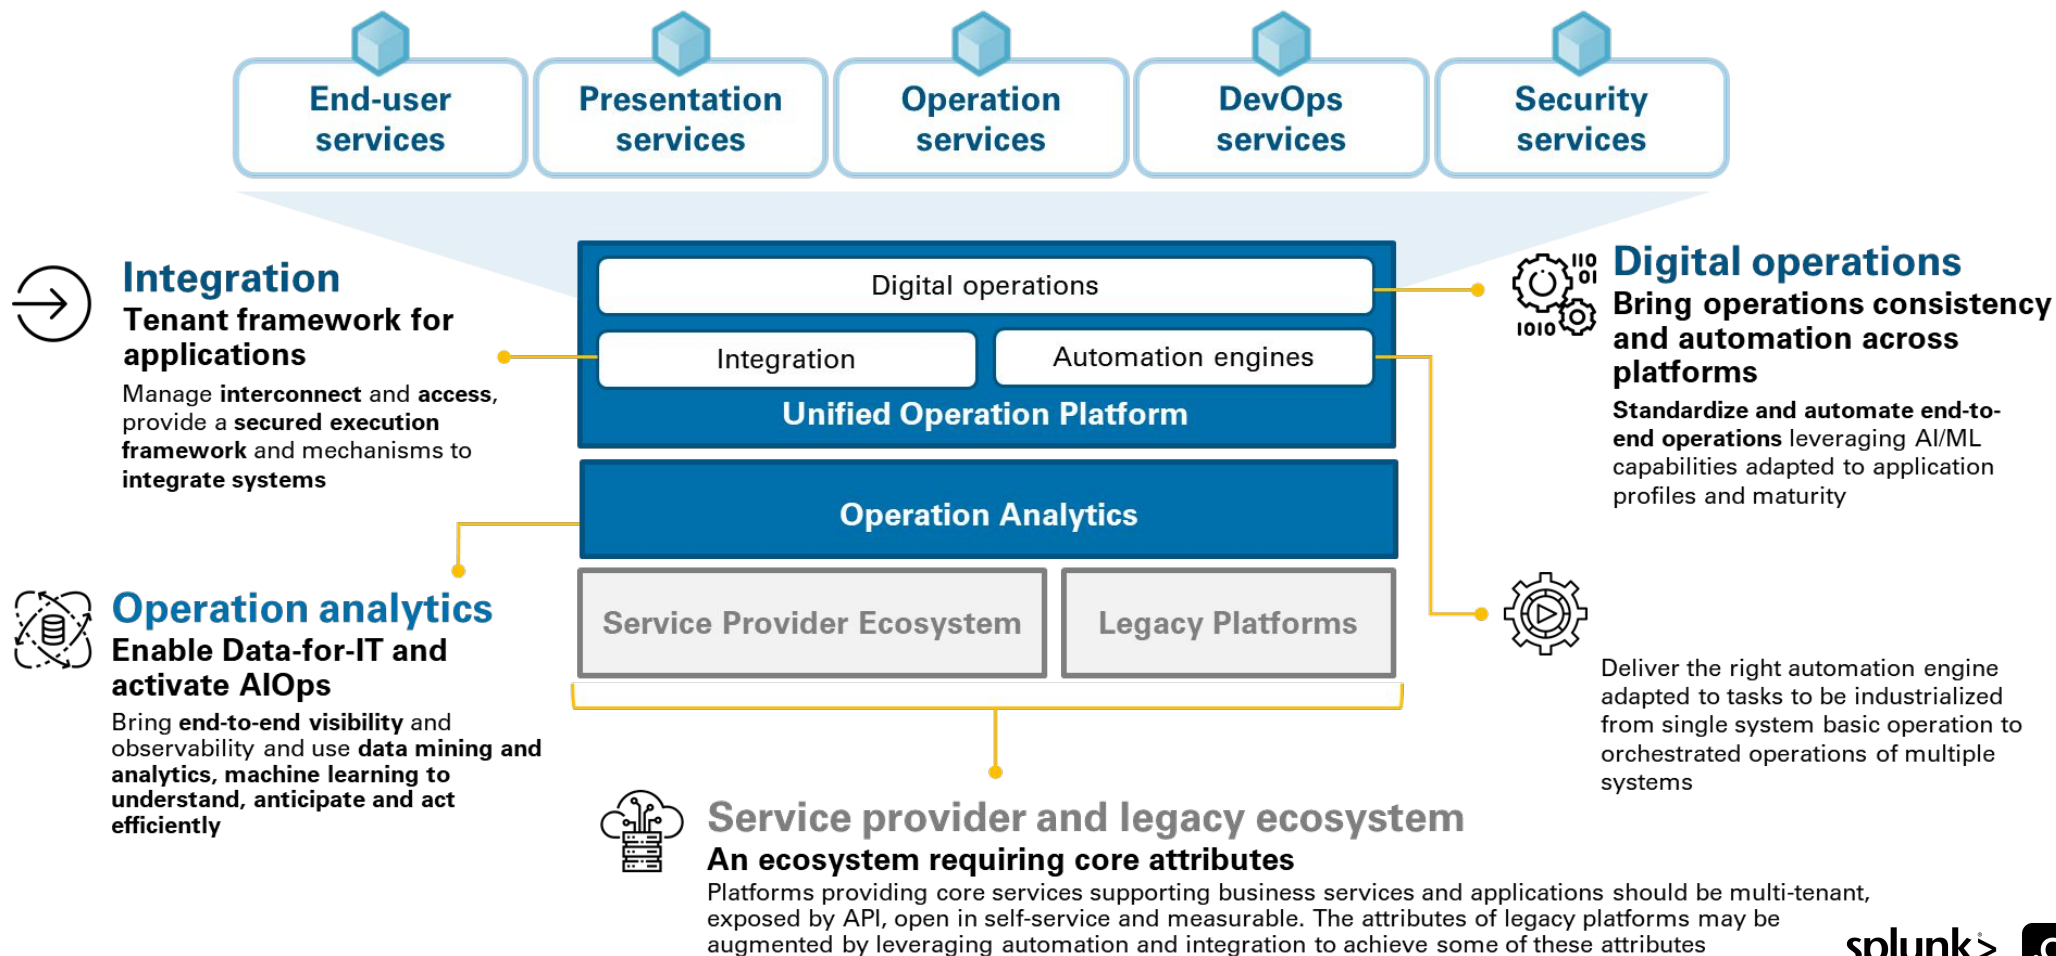 End-user
services
Presentation
services
Operation
services
DevOps
services
Security
services
Integration
Tenant framework for
applications
Manage interconnect and access,
provide a secured execution
framework and mechanisms to
integrate systems
Digital operations
Integration
Automation engines
Unified Operation Platform
Operation Analytics
Service Provider Ecosystem
Legacy Platforms
110
01
1010
Digital operations
Bring operations consistency
and automation across
platforms
Standardize and automate end-to-
end operations leveraging AI/ML
capabilities adapted to application
profiles and maturity
Operation analytics
Enable Data-for-IT and
activate AIOps
Bring end-to-end visibility and
observability and use data mining and
analytics, machine learning to
understand, anticipate and act
efficiently
Deliver the right automation engine
adapted to tasks to be industrialized
from single system basic operation to
orchestrated operations of multiple
systems
Service provider and legacy ecosystem
An ecosystem requiring core attributes
Platforms providing core services supporting business services and applications should be multi-tenant,
exposed by API, open in self-service and measurable. The attributes of legacy platforms may be
augmented by leveraging automation and integration to achieve some of these attributes
splunk>